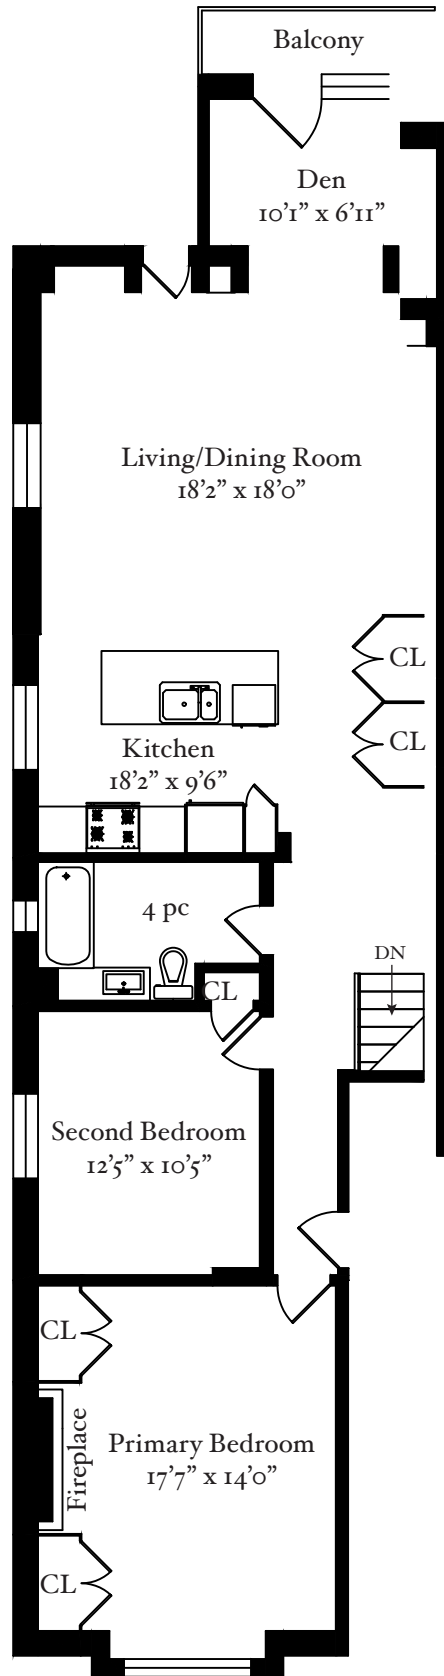 Balcony
Den
10'1" x 6'11"
Living/Dining Room
18'2" x 18'0"
CL
CL
Kitchen
18'2" x 9'6"
4 pc
CL
DN
Second Bedroom
12'5" x 10'5"
CL
Fireplace
Primary Bedroom
17'7" x 14'0"
CL